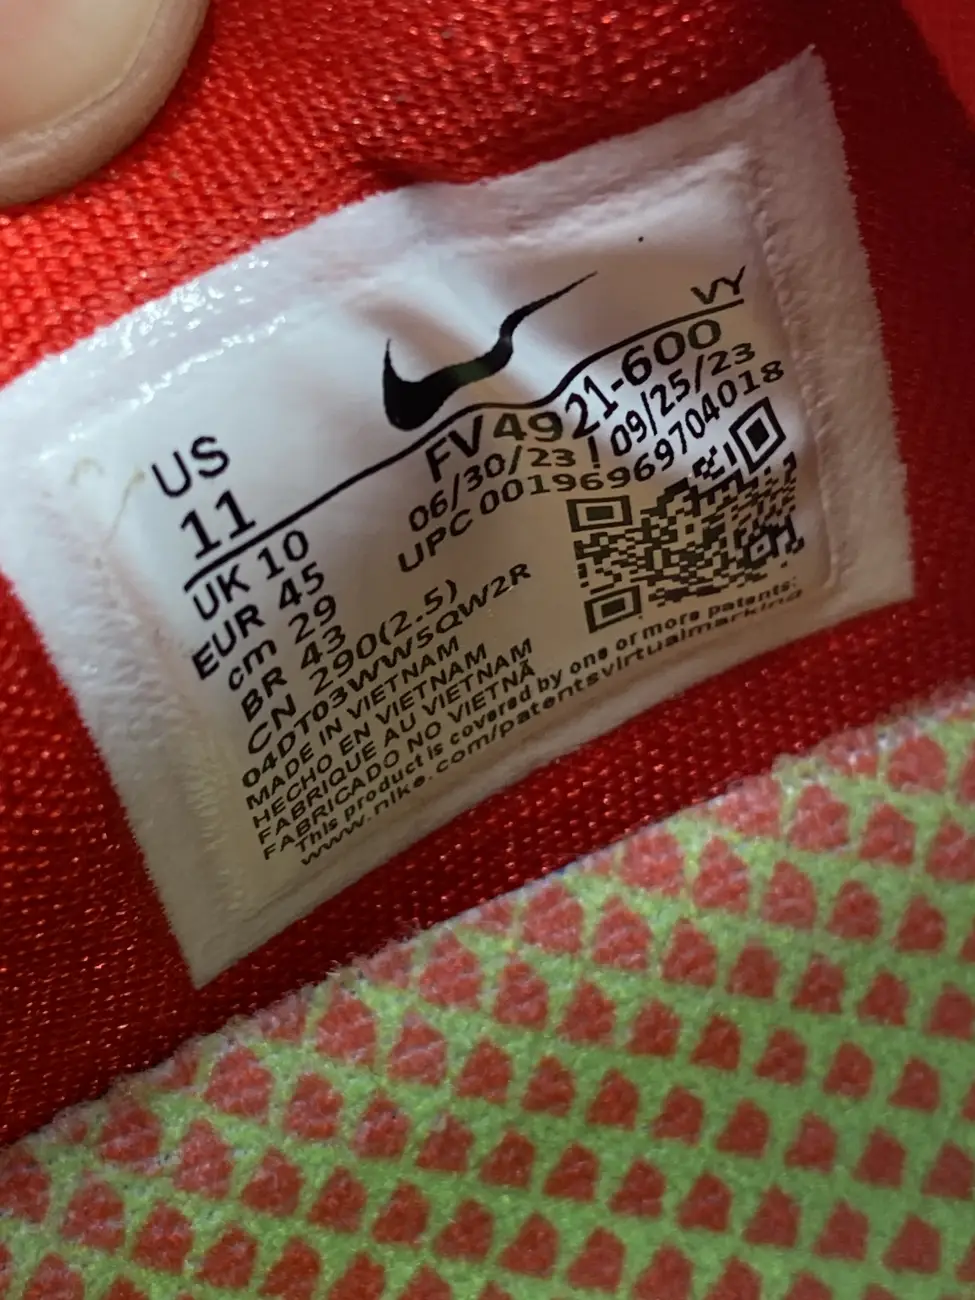 VY
US
11
FV4921-600
06/30/23 | 09/25/23
UPC 00196969704018
UK 10
EUR 45
cm 29
BR 43
CN 290(2.5)
04DT03WW5QW2R
MADE IN VIETNAM
HECHO EN VIETNAM
FABRIQUE AU VIETNAM
FABRICADO NO VIETNÃ
This product is covered by one or more patents:
www.nike.com/patentsvirtualmarking